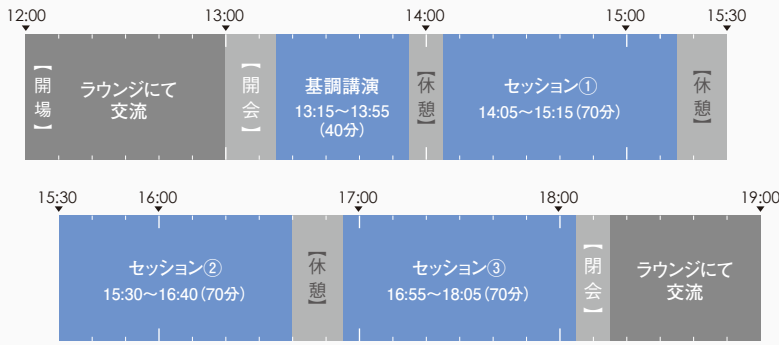 12:00 13:00 14:00 15:00 15:30
【開場】
ラウンジにて
交流
【開会】
基調講演
13:15～13:55
(40分)
【休憩】
セッション①
14:05～15:15(70分)
【休憩】
15:30 16:00 17:00 18:00 19:00
セッション②
15:30～16:40(70分)
【休憩】
セッション③
16:55～18:05(70分)
【閉会】
ラウンジにて
交流